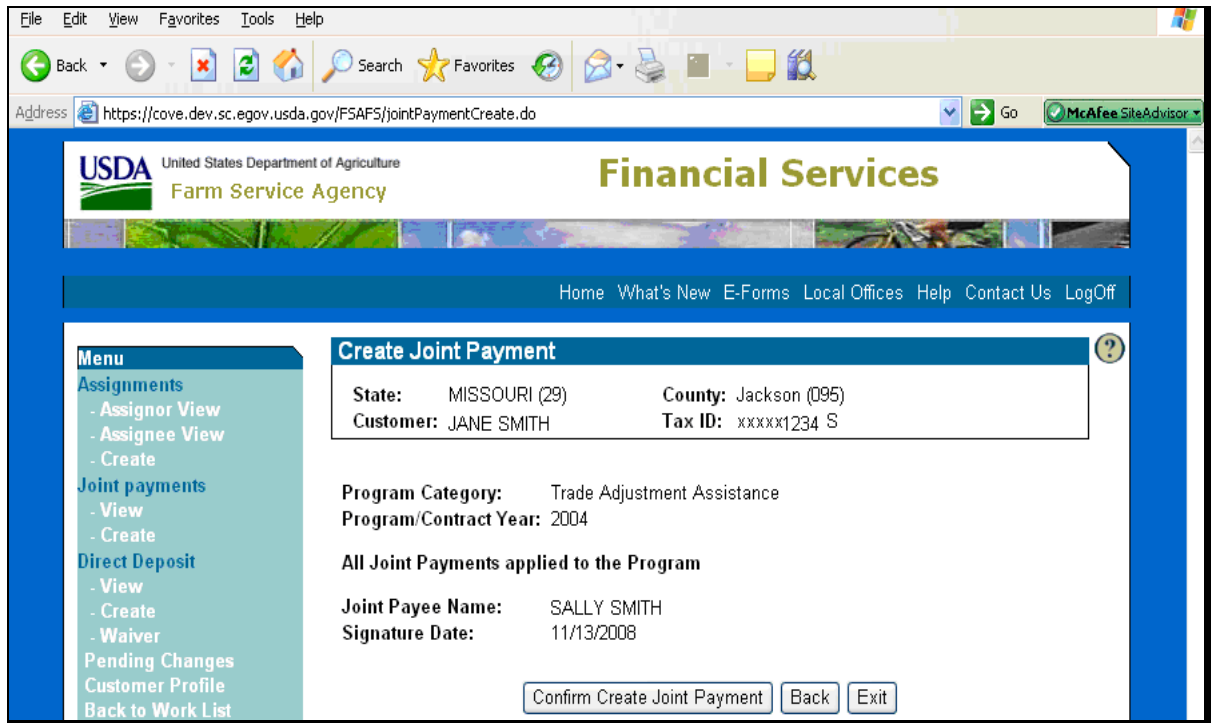 File Edit View Favorites Tools Help
Back Search Favorites
Address https://cove.dev.sc.egov.usda.gov/FSAFS/jointPaymentCreate.do Go McAfee SiteAdvisor
USDA United States Department of Agriculture
Farm Service Agency
Financial Services
Home What's New E-Forms Local Offices Help Contact Us LogOff
Menu
Assignments
- Assignor View
- Assignee View
- Create
Joint payments
- View
- Create
Direct Deposit
- View
- Create
- Waiver
Pending Changes
Customer Profile
Back to Work List
Create Joint Payment ?
State: MISSOURI (29) County: Jackson (095)
Customer: JANE SMITH Tax ID: xxxxx1234 S
Program Category: Trade Adjustment Assistance
Program/Contract Year: 2004
All Joint Payments applied to the Program
Joint Payee Name: SALLY SMITH
Signature Date: 11/13/2008
Confirm Create Joint Payment Back Exit